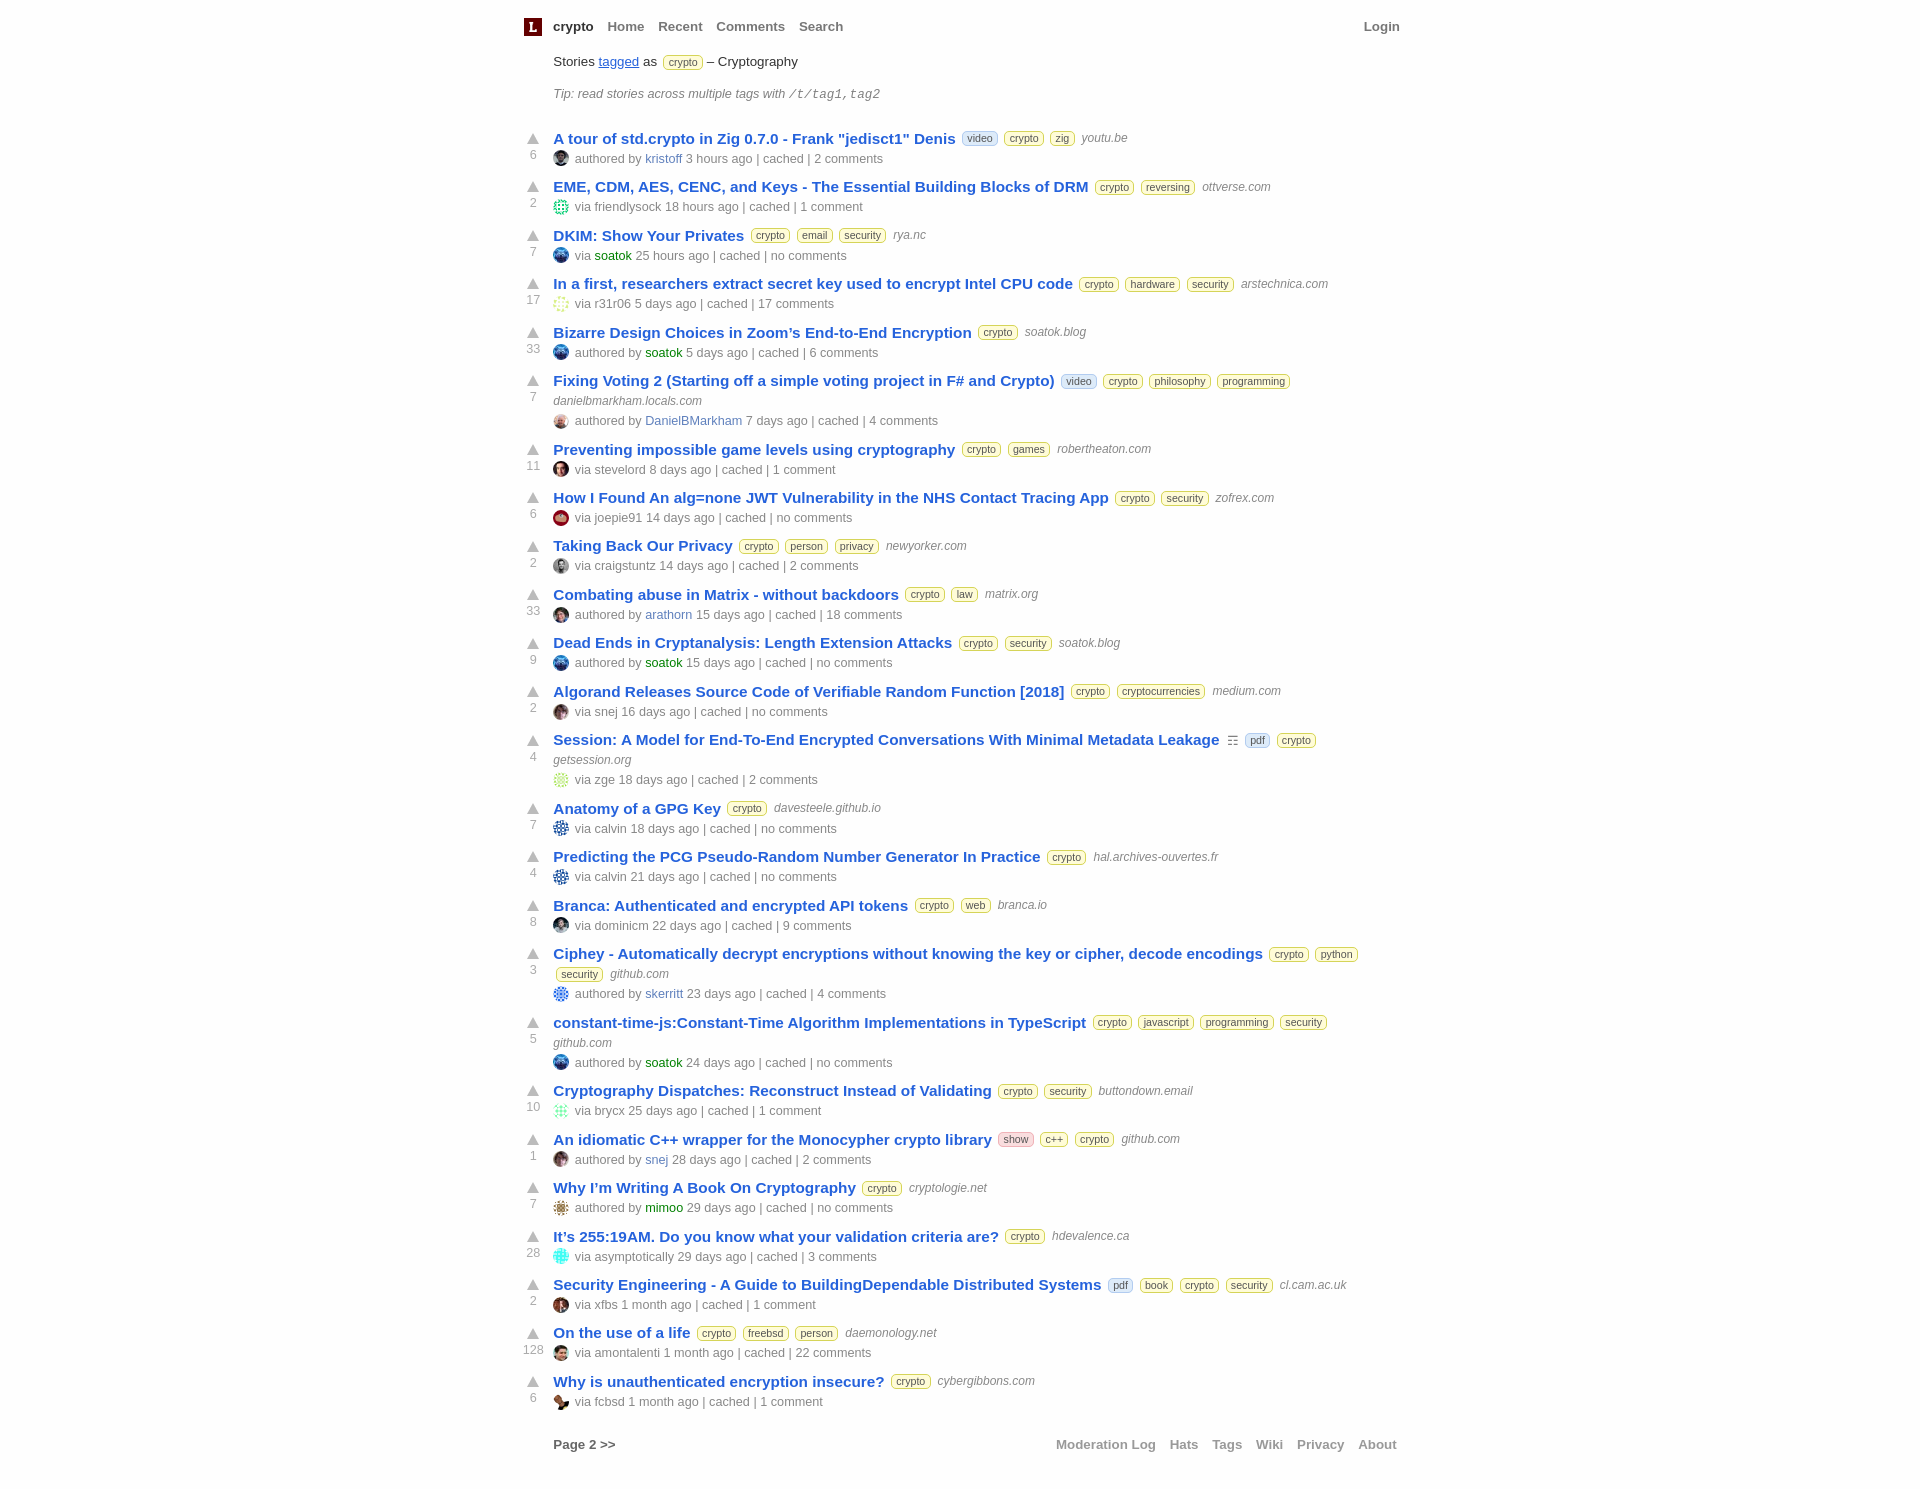 L crypto Home Recent Comments Search Login
Stories tagged as crypto – Cryptography
Tip: read stories across multiple tags with /t/tag1,tag2
A tour of std.crypto in Zig 0.7.0 - Frank "jedisct1" Denis video crypto zig youtu.be
6 authored by kristoff 3 hours ago | cached | 2 comments
EME, CDM, AES, CENC, and Keys - The Essential Building Blocks of DRM crypto reversing ottverse.com
2 via friendlysock 18 hours ago | cached | 1 comment
DKIM: Show Your Privates crypto email security rya.nc
7 via soatok 25 hours ago | cached | no comments
In a first, researchers extract secret key used to encrypt Intel CPU code crypto hardware security arstechnica.com
17 via r31r06 5 days ago | cached | 17 comments
Bizarre Design Choices in Zoom’s End-to-End Encryption crypto soatok.blog
33 authored by soatok 5 days ago | cached | 6 comments
Fixing Voting 2 (Starting off a simple voting project in F# and Crypto) video crypto philosophy programming
7 danielbmarkham.locals.com
authored by DanielBMarkham 7 days ago | cached | 4 comments
Preventing impossible game levels using cryptography crypto games robertheaton.com
11 via stevelord 8 days ago | cached | 1 comment
How I Found An alg=none JWT Vulnerability in the NHS Contact Tracing App crypto security zofrex.com
6 via joepie91 14 days ago | cached | no comments
Taking Back Our Privacy crypto person privacy newyorker.com
2 via craigstuntz 14 days ago | cached | 2 comments
Combating abuse in Matrix - without backdoors crypto law matrix.org
33 authored by arathorn 15 days ago | cached | 18 comments
Dead Ends in Cryptanalysis: Length Extension Attacks crypto security soatok.blog
9 authored by soatok 15 days ago | cached | no comments
Algorand Releases Source Code of Verifiable Random Function [2018] crypto cryptocurrencies medium.com
2 via snej 16 days ago | cached | no comments
Session: A Model for End-To-End Encrypted Conversations With Minimal Metadata Leakage ☶ pdf crypto
4 getsession.org
via zge 18 days ago | cached | 2 comments
Anatomy of a GPG Key crypto davesteele.github.io
7 via calvin 18 days ago | cached | no comments
Predicting the PCG Pseudo-Random Number Generator In Practice crypto hal.archives-ouvertes.fr
4 via calvin 21 days ago | cached | no comments
Branca: Authenticated and encrypted API tokens crypto web branca.io
8 via dominicm 22 days ago | cached | 9 comments
Ciphey - Automatically decrypt encryptions without knowing the key or cipher, decode encodings crypto python
3 security github.com
authored by skerritt 23 days ago | cached | 4 comments
constant-time-js:Constant-Time Algorithm Implementations in TypeScript crypto javascript programming security
5 github.com
authored by soatok 24 days ago | cached | no comments
Cryptography Dispatches: Reconstruct Instead of Validating crypto security buttondown.email
10 via brycx 25 days ago | cached | 1 comment
An idiomatic C++ wrapper for the Monocypher crypto library show c++ crypto github.com
1 authored by snej 28 days ago | cached | 2 comments
Why I’m Writing A Book On Cryptography crypto cryptologie.net
7 authored by mimoo 29 days ago | cached | no comments
It’s 255:19AM. Do you know what your validation criteria are? crypto hdevalence.ca
28 via asymptotically 29 days ago | cached | 3 comments
Security Engineering - A Guide to BuildingDependable Distributed Systems pdf book crypto security cl.cam.ac.uk
2 via xfbs 1 month ago | cached | 1 comment
On the use of a life crypto freebsd person daemonology.net
128 via amontalenti 1 month ago | cached | 22 comments
Why is unauthenticated encryption insecure? crypto cybergibbons.com
6 via fcbsd 1 month ago | cached | 1 comment
Page 2 >> Moderation Log Hats Tags Wiki Privacy About